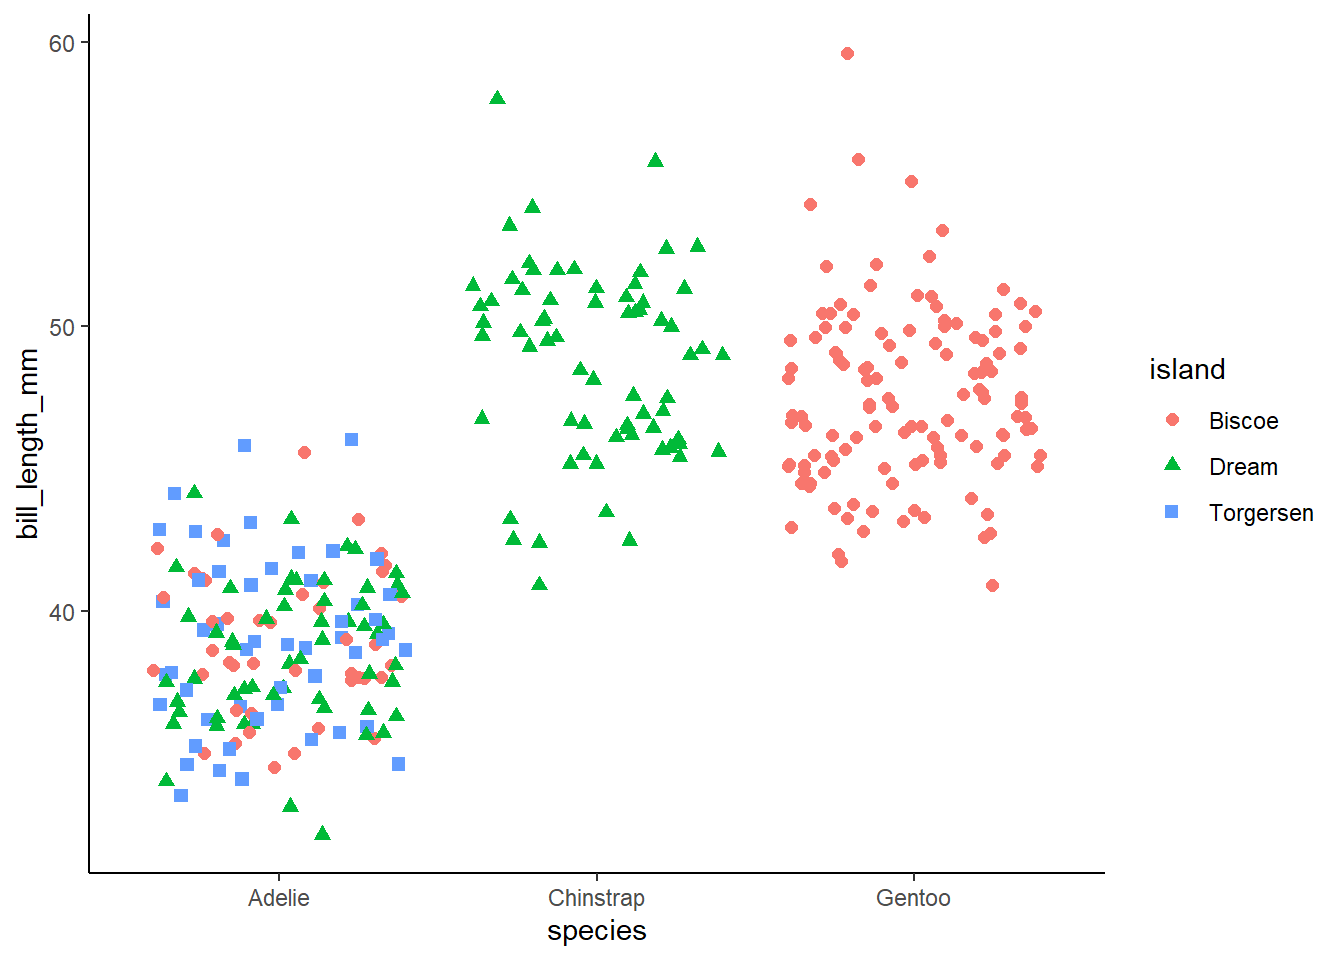 60
50
40
bill_length_mm
Adelie
Chinstrap
Gentoo
species
island
Biscoe
Dream
Torgersen